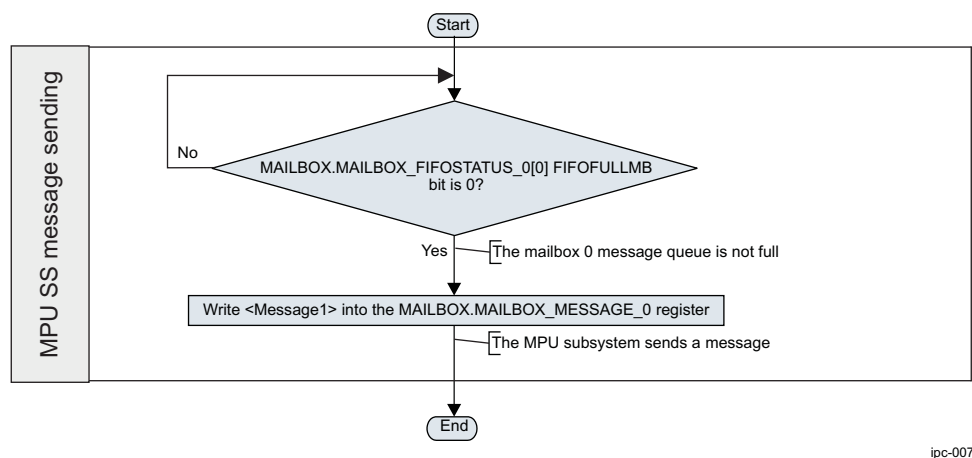 Start
MPU SS message sending
No
MAILBOX.MAILBOX_FIFOSTATUS_0[0] FIFOFULLMB
bit is 0?
Yes
The mailbox 0 message queue is not full
Write <Message1> into the MAILBOX.MAILBOX_MESSAGE_0 register
The MPU subsystem sends a message
End
ipc-007